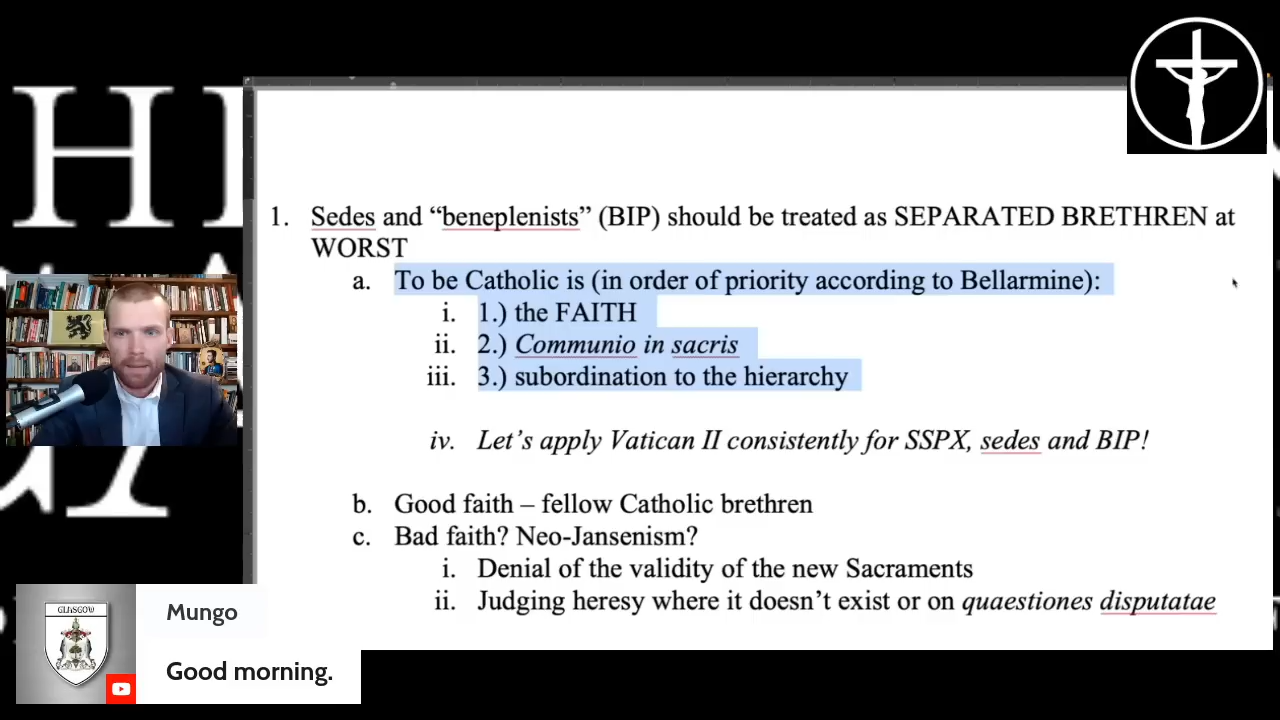 1. Sedes and “beneplenists” (BIP) should be treated as SEPARATED BRETHREN at
WORST
a. To be Catholic is (in order of priority according to Bellarmine):
i. 1.) the FAITH
ii. 2.) Communio in sacris
iii. 3.) subordination to the hierarchy
iv. Let’s apply Vatican II consistently for SSPX, sedes and BIP!
b. Good faith – fellow Catholic brethren
c. Bad faith? Neo-Jansenism?
i. Denial of the validity of the new Sacraments
ii. Judging heresy where it doesn’t exist or on quaestiones disputatae
GLASGOW
Mungo
Good morning.